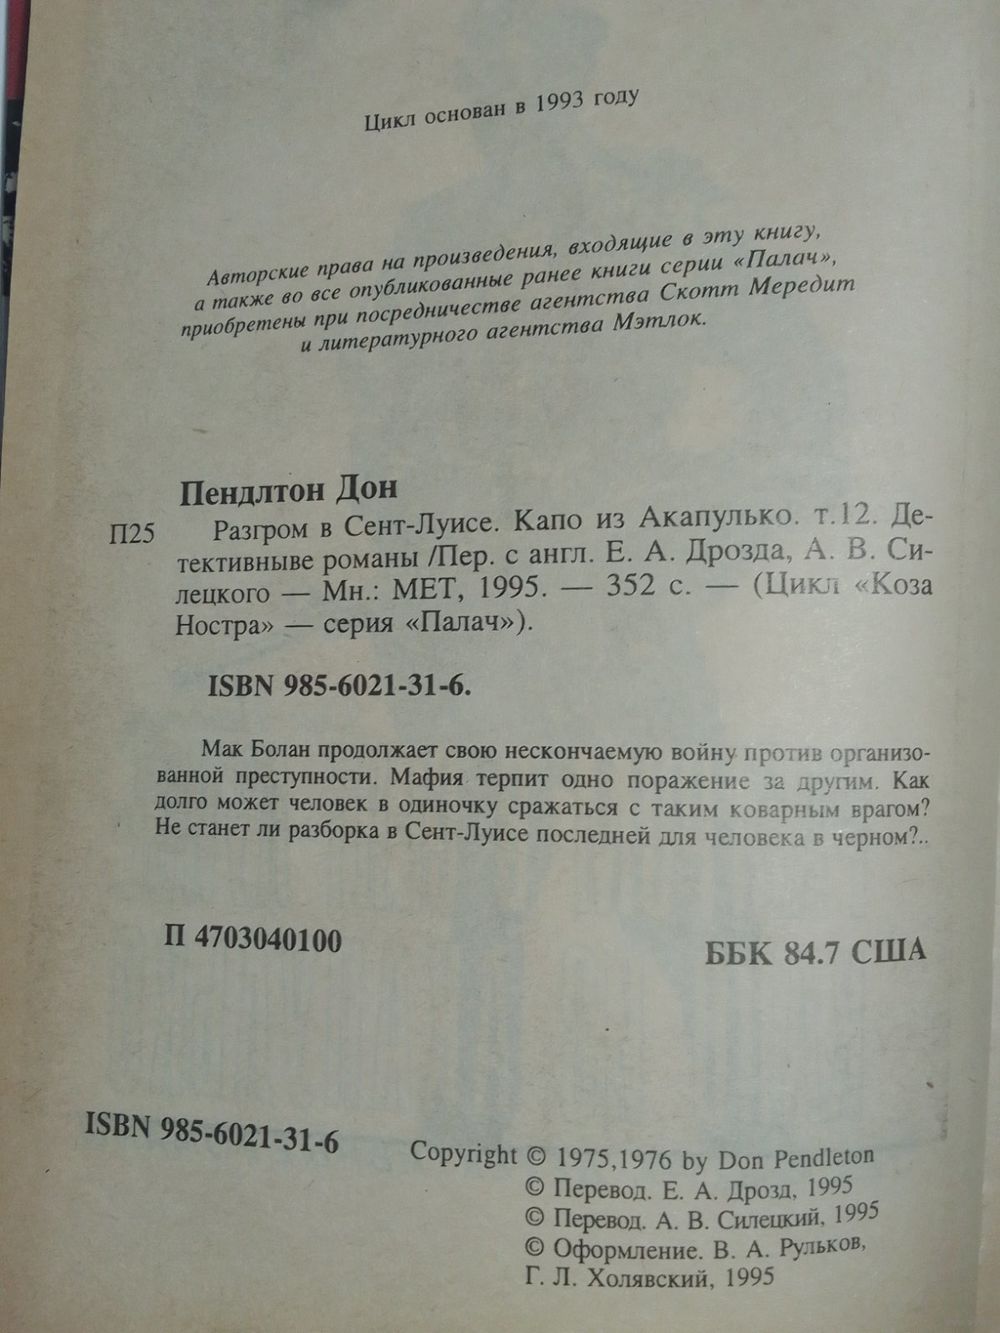 Цикл основан в 1993 году
Авторские права на произведения, входящие в эту книгу,
а также во все опубликованные ранее книги серии «Палач»,
приобретены при посредничестве агентства Скотт Мередит
и литературного агентства Мэтлок.
Пендлтон Дон
П25 Разгром в Сент-Луисе. Капо из Акапулько. т.12. Де-
тективныве романы /Пер. с англ. Е. А. Дрозда, А. В. Си-
лецкого — Мн.: МЕТ, 1995. — 352 с. — (Цикл «Коза
Ностра» — серия «Палач»).
ISBN 985-6021-31-6.
Мак Болан продолжает свою нескончаемую войну против организо-
ванной преступности. Мафия терпит одно поражение за другим. Как
долго может человек в одиночку сражаться с таким коварным врагом?
Не станет ли разборка в Сент-Луисе последней для человека в черном?..
П 4703040100
ББК 84.7 США
ISBN 985-6021-31-6
Copyright © 1975,1976 by Don Pendleton
© Перевод. Е. А. Дрозд, 1995
© Перевод. А. В. Силецкий, 1995
© Оформление. В. А. Рульков,
Г. Л. Холявский, 1995